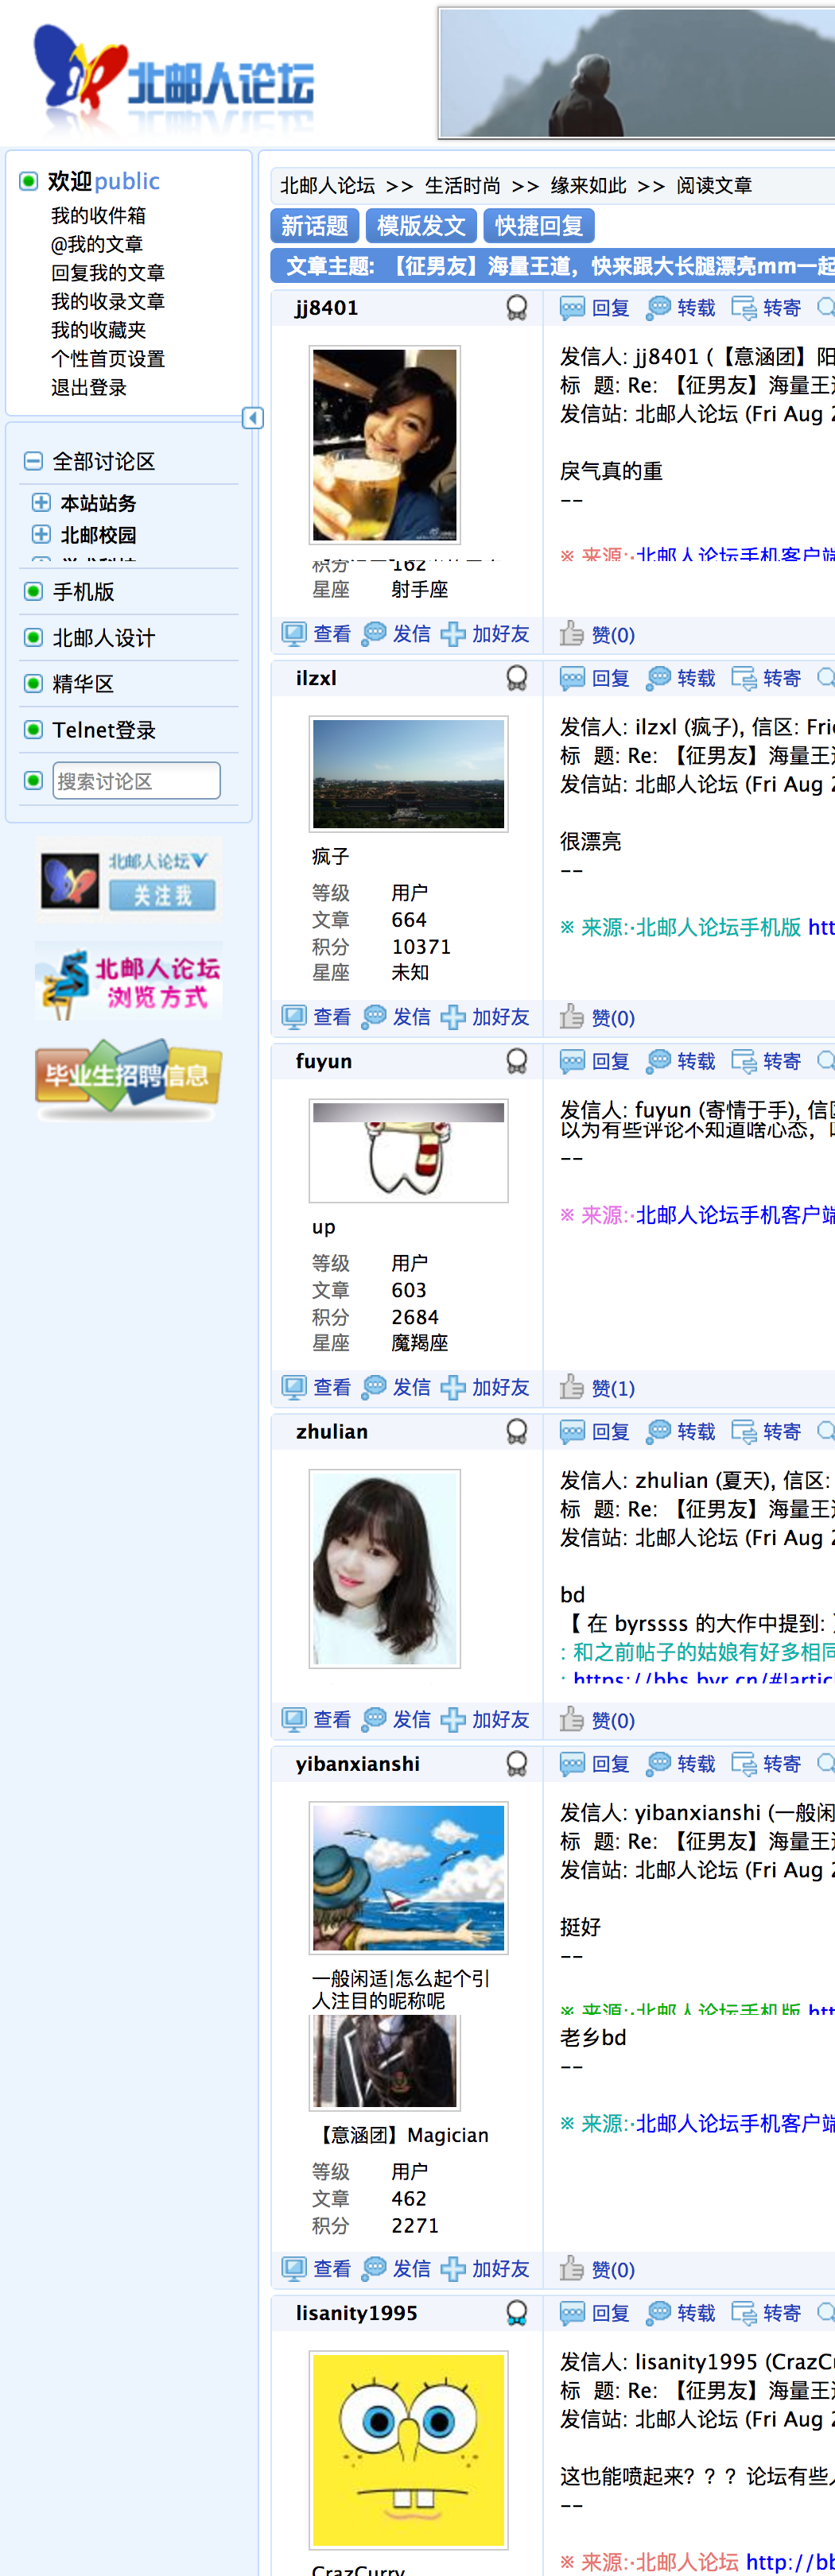 北邮人论坛
欢迎public
我的收件箱
@我的文章
回复我的文章
我的收录文章
我的收藏夹
个性首页设置
退出登录
全部讨论区
本站站务
北邮校园
手机版
北邮人设计
精华区
Telnet登录
搜索讨论区
北邮人论坛
关注我
北邮人论坛
浏览方式
毕业生招聘信息
北邮人论坛 >> 生活时尚 >> 缘来如此 >> 阅读文章
新话题 模版发文 快捷回复
文章主题: 【征男友】海量王道，快来跟大长腿漂亮mm一起
jj8401 回复 转载 转寄
发信人: jj8401 (【意涵团】阳
标 题: Re: 【征男友】海量王
发信站: 北邮人论坛 (Fri Aug 2
戾气真的重
--
※ 来源:·北邮人论坛手机客户端
积分 162
星座 射手座
查看 发信 加好友 赞(0)
ilzxl 回复 转载 转寄
发信人: ilzxl (疯子), 信区: Frie
标 题: Re: 【征男友】海量王
发信站: 北邮人论坛 (Fri Aug 2
很漂亮
--
※ 来源:·北邮人论坛手机版 htt
疯子
等级 用户
文章 664
积分 10371
星座 未知
查看 发信 加好友 赞(0)
fuyun 回复 转载 转寄
发信人: fuyun (寄情于手), 信
以为有些评论不知道啥心态，
--
※ 来源:·北邮人论坛手机客户端
up
等级 用户
文章 603
积分 2684
星座 魔羯座
查看 发信 加好友 赞(1)
zhulian 回复 转载 转寄
发信人: zhulian (夏天), 信区:
标 题: Re: 【征男友】海量王
发信站: 北邮人论坛 (Fri Aug 2
bd
【 在 byrssss 的大作中提到: 】
: 和之前帖子的姑娘有好多相同
: https://bbs.byr.cn/#!artic
查看 发信 加好友 赞(0)
yibanxianshi 回复 转载 转寄
发信人: yibanxianshi (一般闲
标 题: Re: 【征男友】海量王
发信站: 北邮人论坛 (Fri Aug 2
挺好
--
※ 来源:·北邮人论坛手机版 htt
一般闲适|怎么起个引
人注目的昵称呢
老乡bd
--
※ 来源:·北邮人论坛手机客户端
【意涵团】Magician
等级 用户
文章 462
积分 2271
查看 发信 加好友 赞(0)
lisanity1995 回复 转载 转寄
发信人: lisanity1995 (CrazCu
标 题: Re: 【征男友】海量王
发信站: 北邮人论坛 (Fri Aug 2
这也能喷起来？？？论坛有些
--
※ 来源:·北邮人论坛 http://bb
CrazCurry